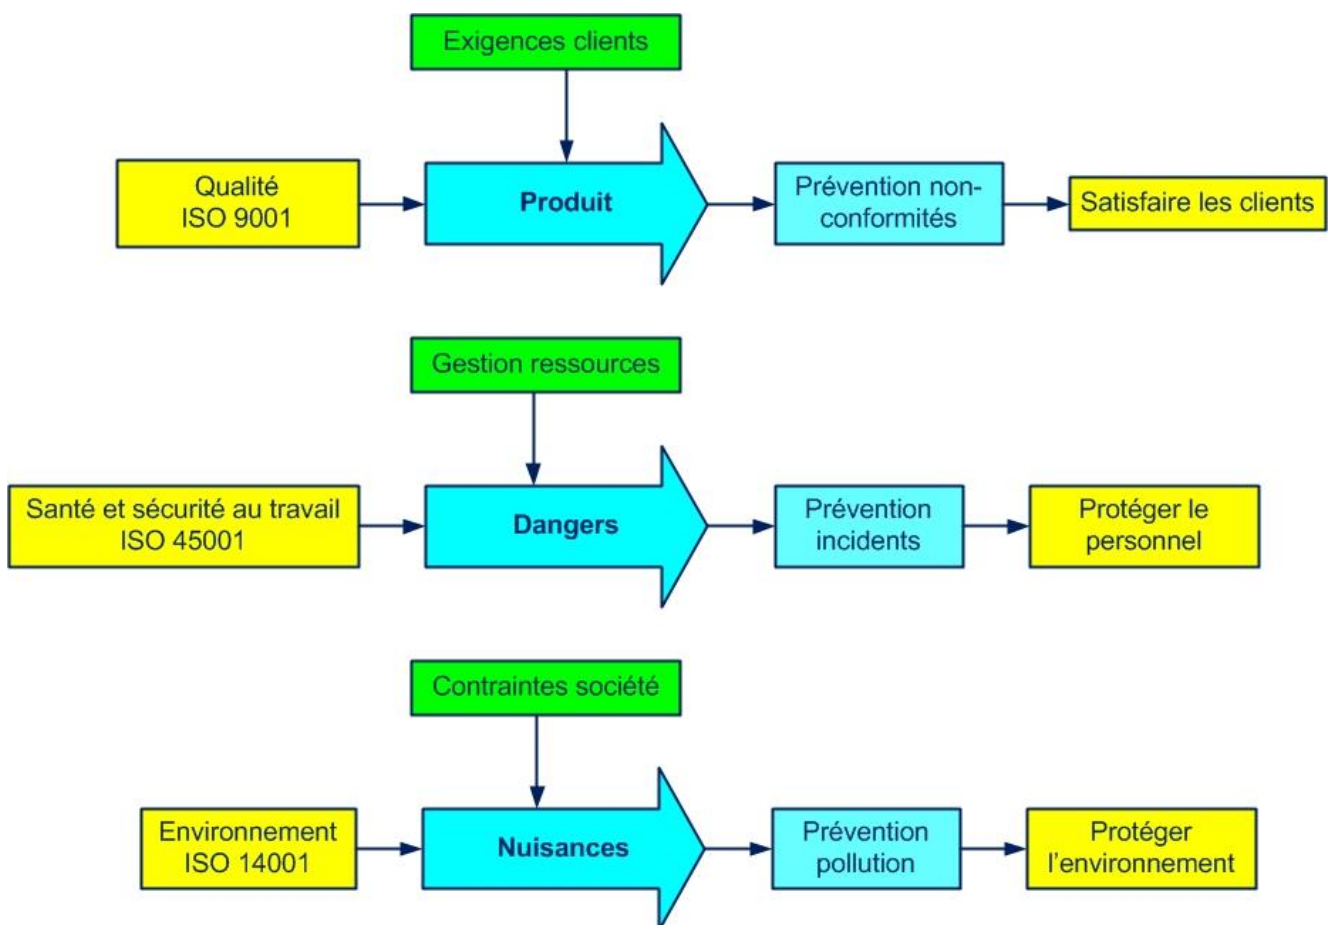 Exigences clients
Qualité
ISO 9001
Produit
Prévention non-
conformités
Satisfaire les clients
Gestion ressources
Santé et sécurité au travail
ISO 45001
Dangers
Prévention
incidents
Protéger le
personnel
Contraintes société
Environnement
ISO 14001
Nuisances
Prévention
pollution
Protéger
l’environnement